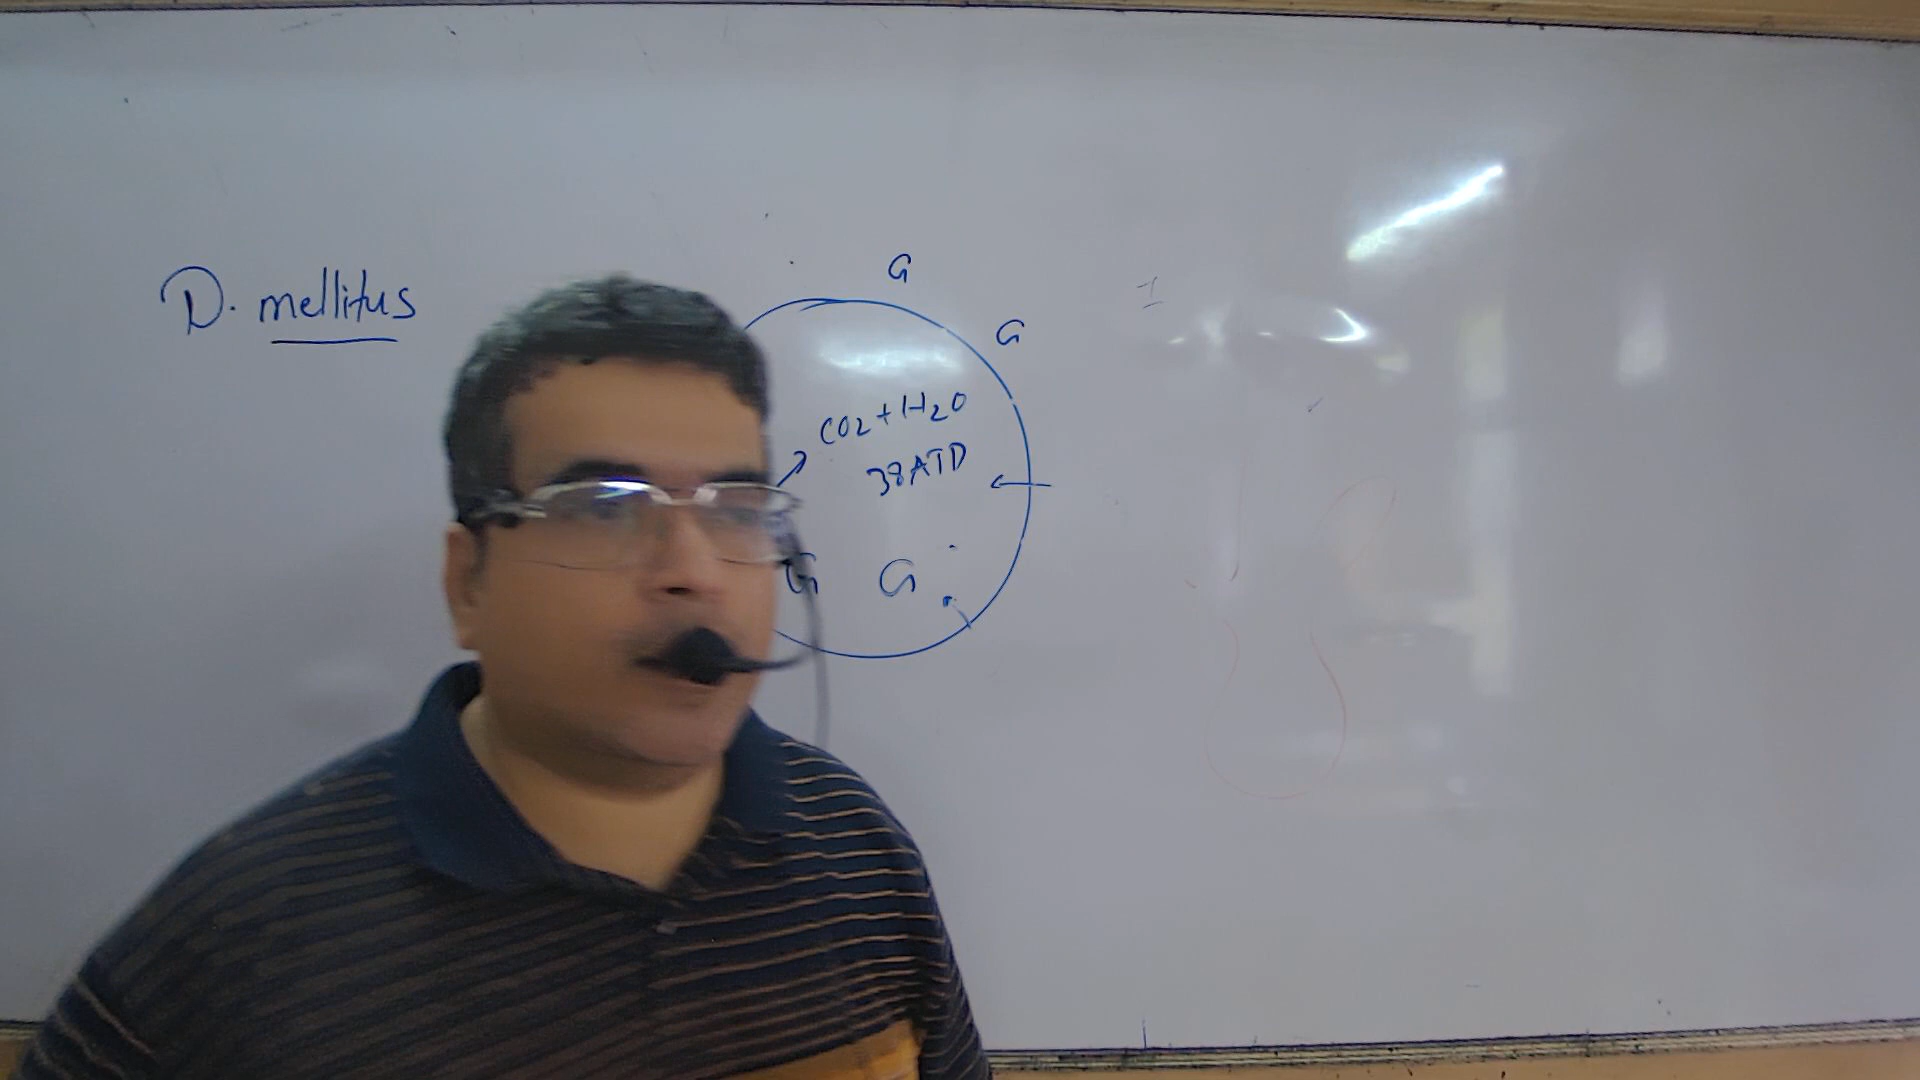 D. mellitus
G
G
CO2 + H2O
38ATP
G G
I